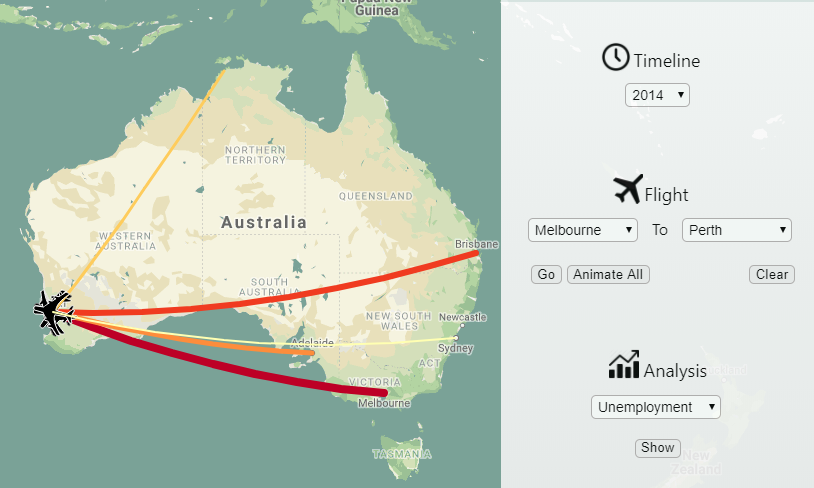 Papua New
Guinea
NORTHERN
TERRITORY
QUEENSLAND
Australia
WESTERN
AUSTRALIA
Brisbane
SOUTH
AUSTRALIA
NEW SOUTH
WALES
Newcastle
Adelaide
Sydney
ACT
VICTORIA
Melbourne
TASMANIA
Timeline
2014
Flight
Melbourne To Perth
Go Animate All Clear
Analysis
Unemployment
Show
New
Zealand